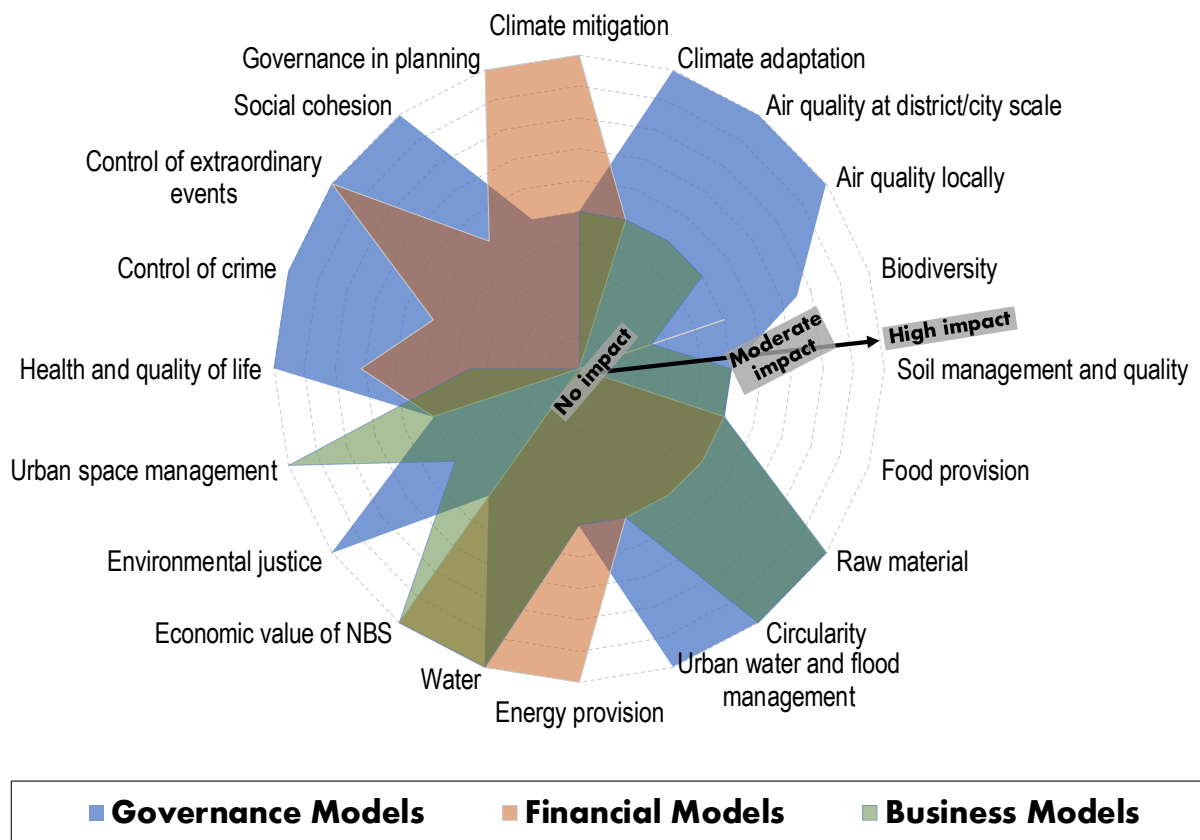 Climate mitigation
Climate adaptation
Air quality at district/city scale
Air quality locally
Biodiversity
Soil management and quality
Food provision
Raw material
Circularity
Urban water and flood
management
Energy provision
Water
Economic value of NBS
Environmental justice
Urban space management
Health and quality of life
Control of crime
Control of extraordinary
events
Social cohesion
Governance in planning
No impact
Moderate
impact
High impact
Governance Models
Financial Models
Business Models